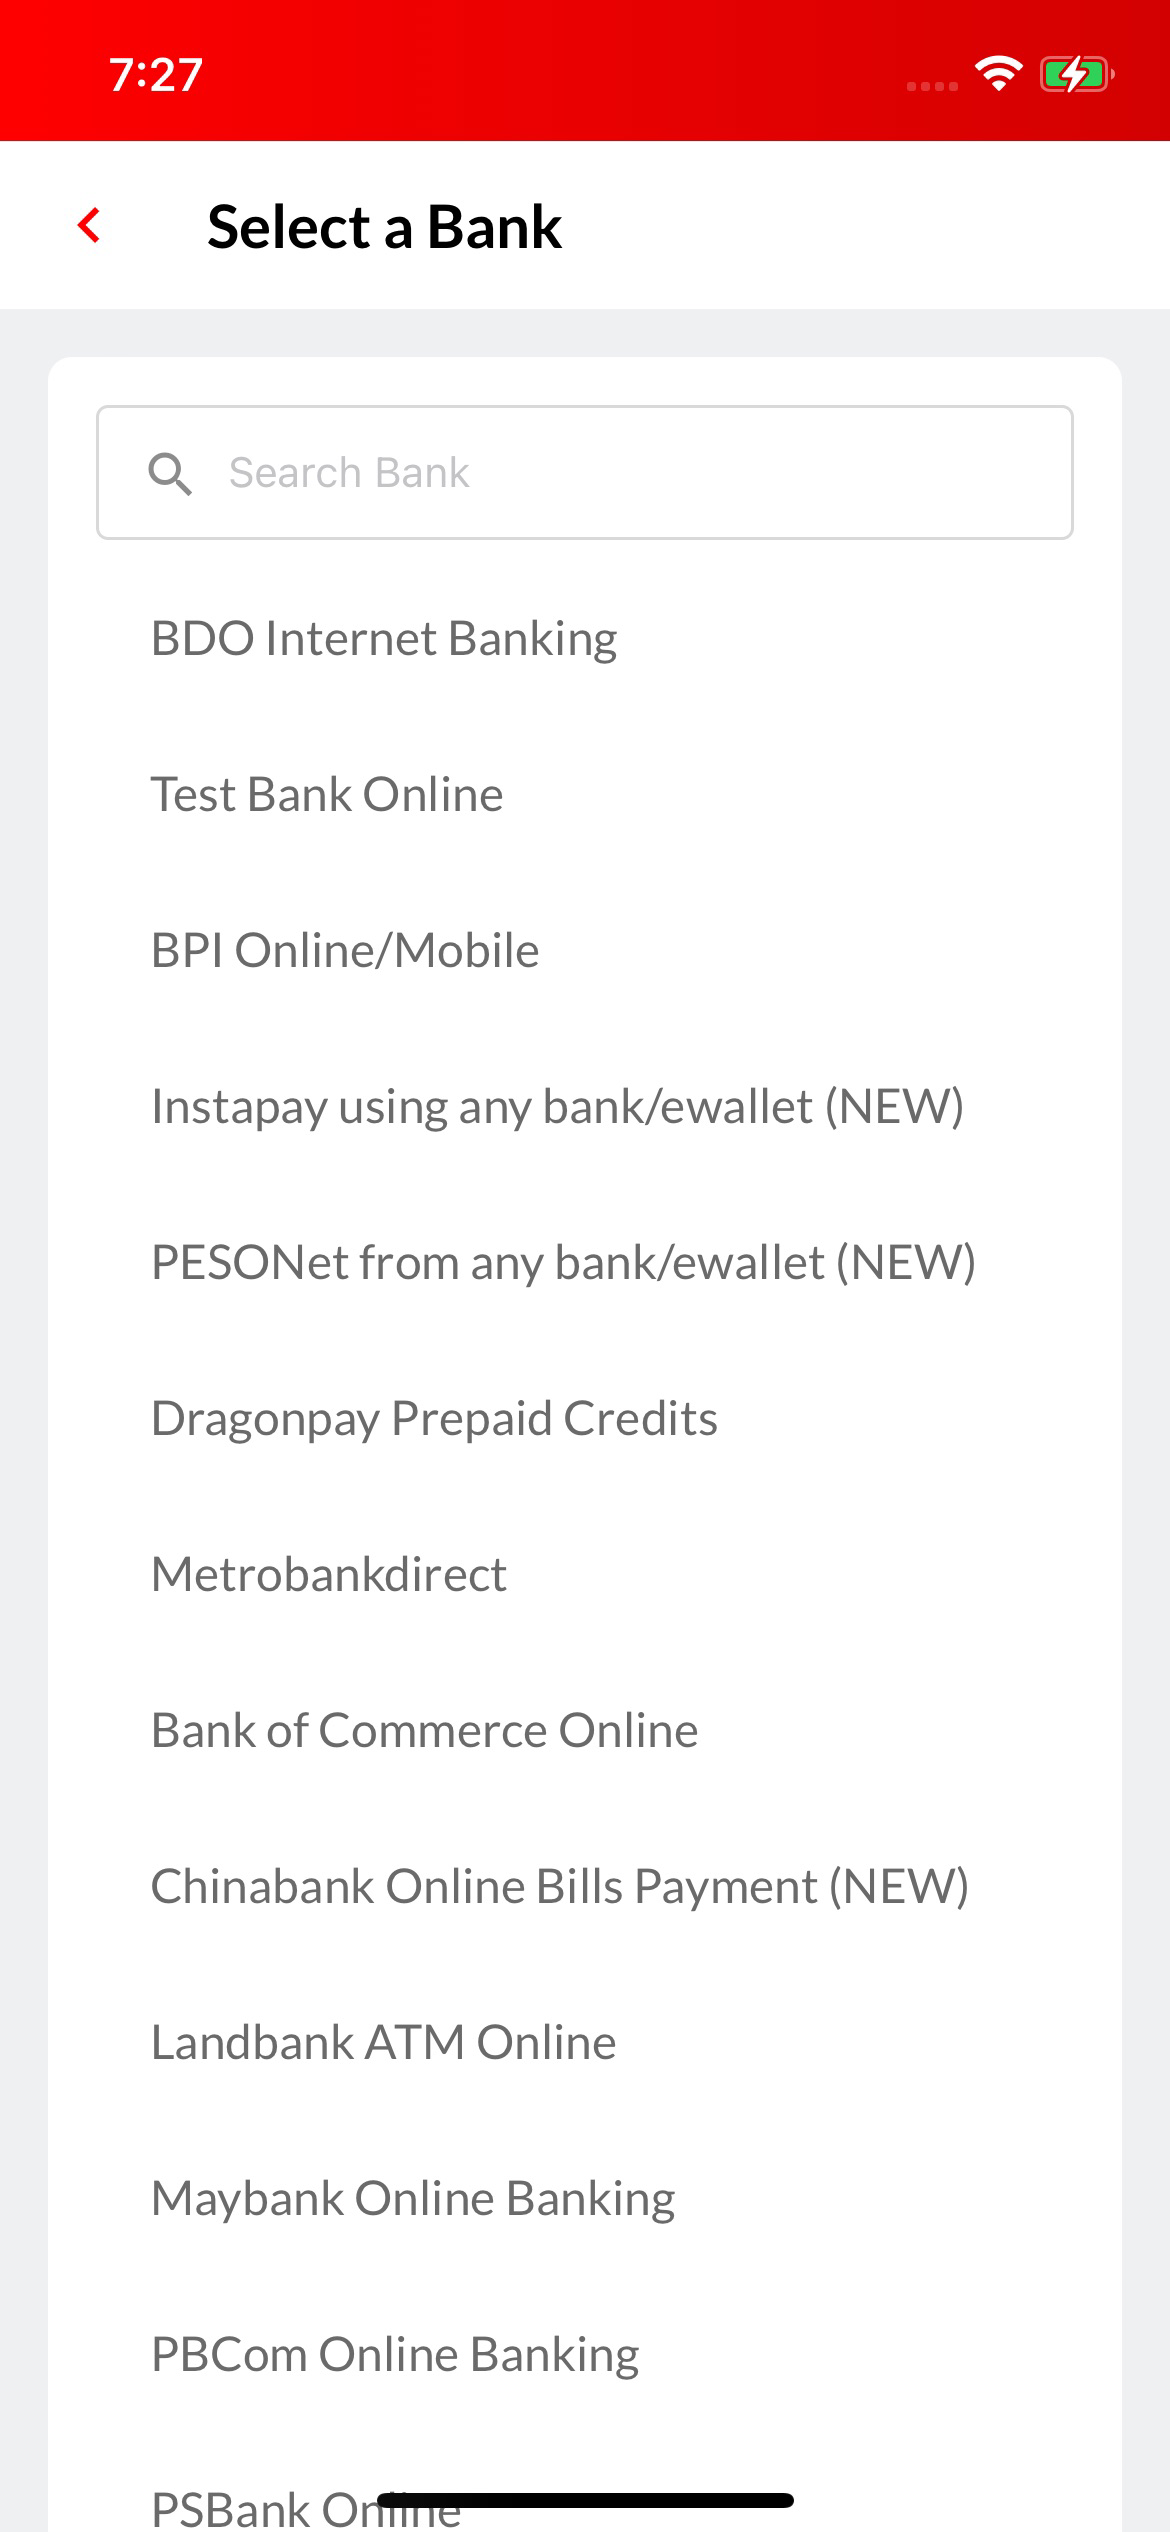 7:27
Select a Bank
Search Bank
BDO Internet Banking
Test Bank Online
BPI Online/Mobile
Instapay using any bank/ewallet (NEW)
PESONet from any bank/ewallet (NEW)
Dragonpay Prepaid Credits
Metrobankdirect
Bank of Commerce Online
Chinabank Online Bills Payment (NEW)
Landbank ATM Online
Maybank Online Banking
PBCom Online Banking
PSBank Online